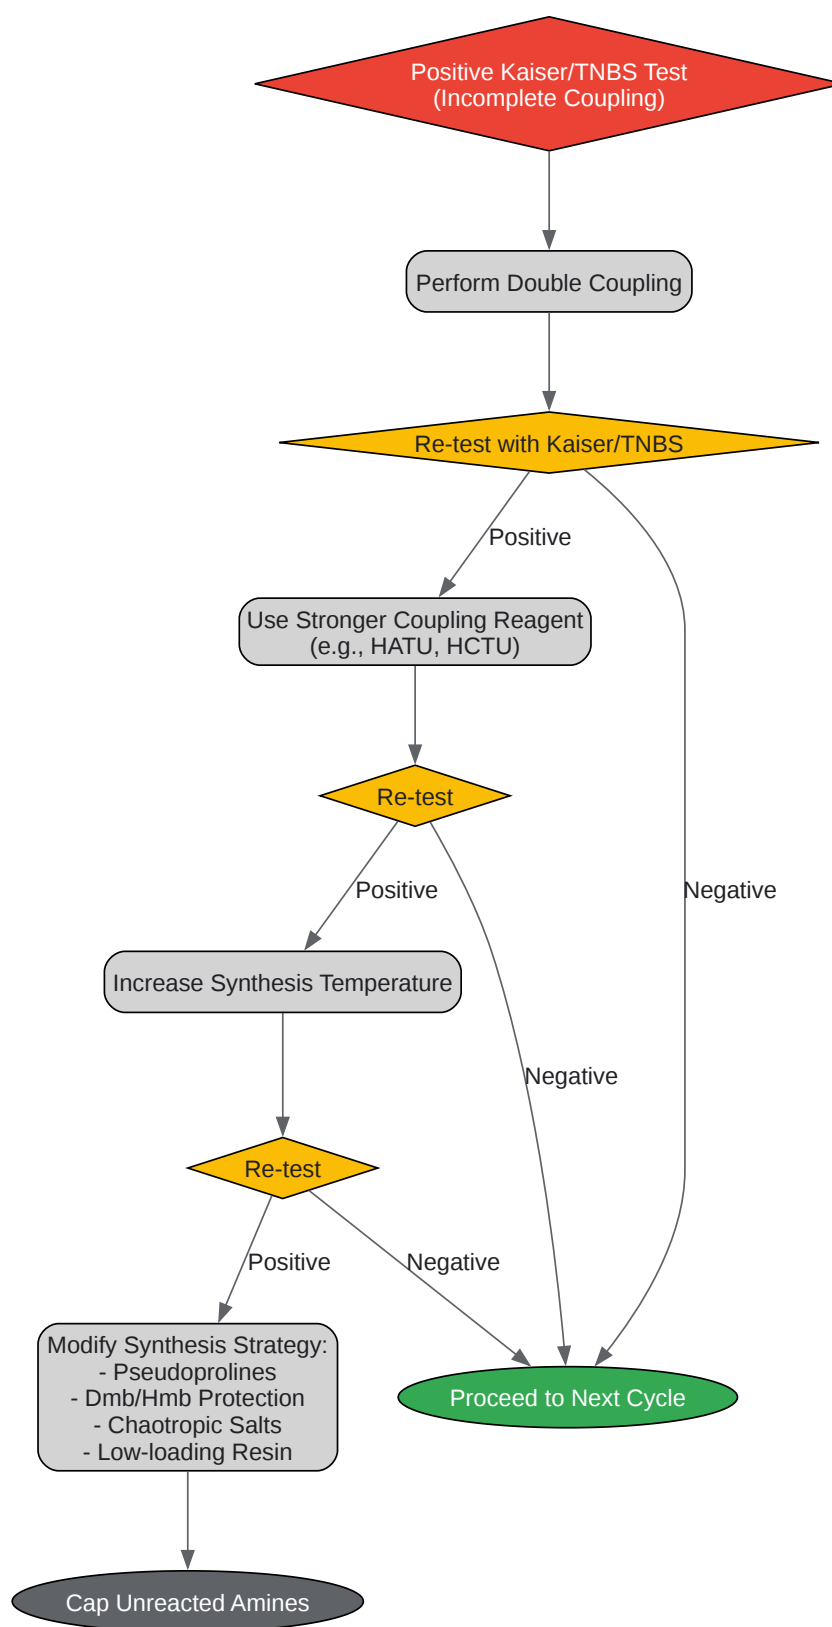 Positive Kaiser/TNBS Test
(Incomplete Coupling)
Perform Double Coupling
Re-test with Kaiser/TNBS
Positive
Use Stronger Coupling Reagent
(e.g., HATU, HCTU)
Re-test
Positive
Negative
Increase Synthesis Temperature
Negative
Re-test
Positive
Negative
Modify Synthesis Strategy:
- Pseudoprolines
- Dmb/Hmb Protection
- Chaotropic Salts
- Low-loading Resin
Proceed to Next Cycle
Cap Unreacted Amines